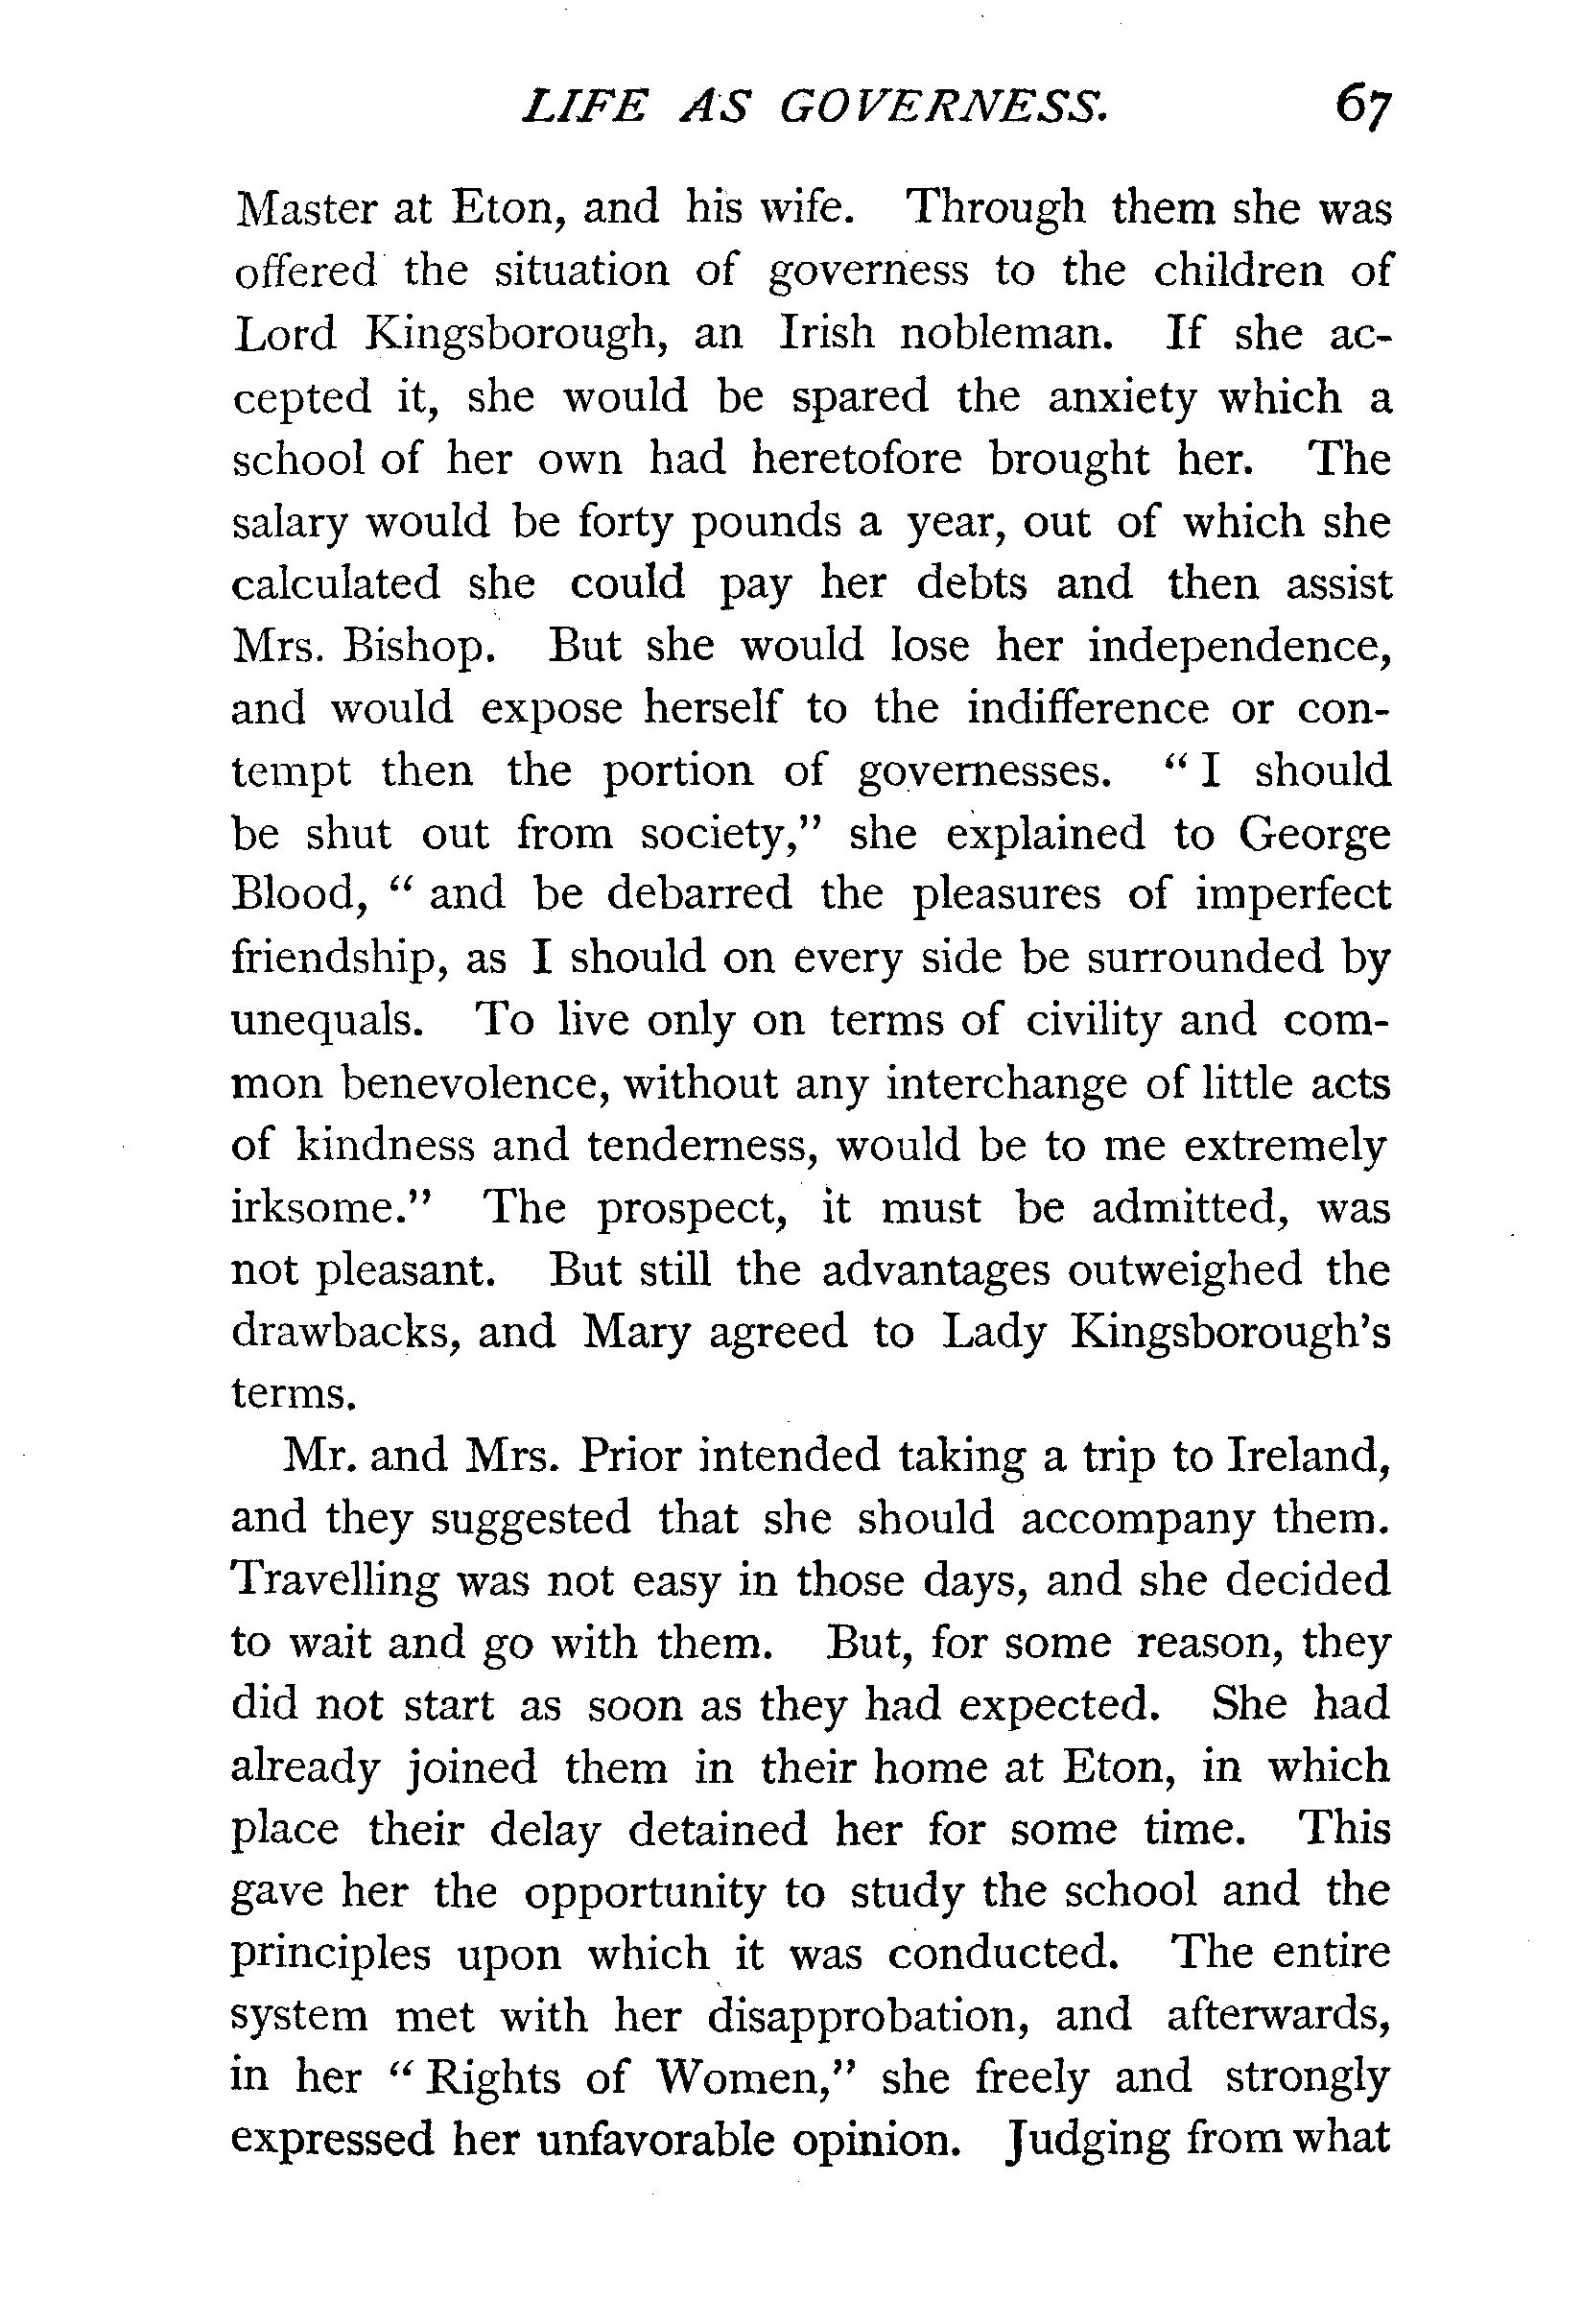 LIFE AS GOVERNESS. 67
Master at Eton, and his wife. Through them she was
offered the situation of governess to the children of
Lord Kingsborough, an Irish nobleman. If she ac-
cepted it, she would be spared the anxiety which a
school of her own had heretofore brought her. The
salary would be forty pounds a year, out of which she
calculated she could pay her debts and then assist
Mrs. Bishop. But she would lose her independence,
and would expose herself to the indifference or con-
tempt then the portion of governesses. “I should
be shut out from society,” she explained to George
Blood, “ and be debarred the pleasures of imperfect
friendship, as I should on every side be surrounded by
unequals. To live only on terms of civility and com-
mon benevolence, without any interchange of little acts
of kindness and tenderness, would be to me extremely
irksome.” The prospect, it must be admitted, was
not pleasant. But still the advantages outweighed the
drawbacks, and Mary agreed to Lady Kingsborough's
terms.
Mr. and Mrs. Prior intended taking a trip to Ireland,
and they suggested that she should accompany them.
Travelling was not easy in those days, and she decided
to wait and go with them. But, for some reason, they
did not start as soon as they had expected. She had
already joined them in their home at Eton, in which
place their delay detained her for some time. This
gave her the opportunity to study the school and the
principles upon which it was conducted. The entire
system met with her disapprobation, and afterwards,
in her “Rights of Women,” she freely and strongly
expressed her unfavorable opinion. Judging from what